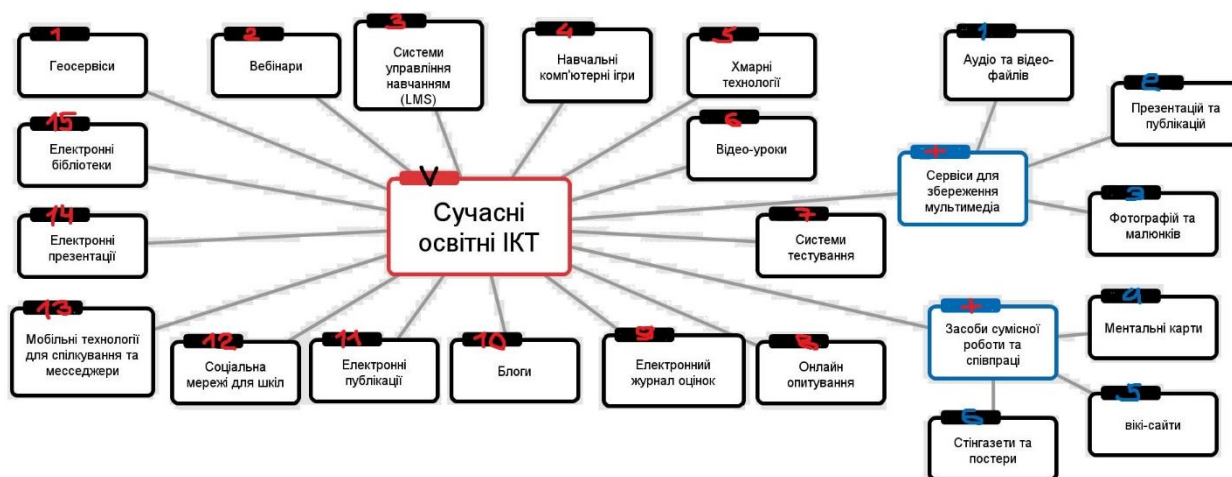 1
Геосервіси
2
Вебінари
3
Системи
управління
навчанням
(LMS)
4
Навчальні
комп'ютерні ігри
5
Хмарні
технології
6
Відео-уроки
7
Системи
тестування
8
Онлайн
опитування
9
Електронний
журнал оцінок
10
Блоги
11
Електронні
публікації
12
Соціальна
мережі для шкіл
13
Мобільні технології
для спілкування та
месседжери
14
Електронні
презентації
15
Електронні
бібліотеки
V
Сучасні
освітні ІКТ
+
Сервіси для
збереження
мультимедіа
1
Аудіо та відео-
файлів
2
Презентацій та
публікацій
3
Фотографій та
малюнків
+
Засоби сумісної
роботи та
співпраці
4
Ментальні карти
5
вікі-сайти
6
Стінгазети та
постери